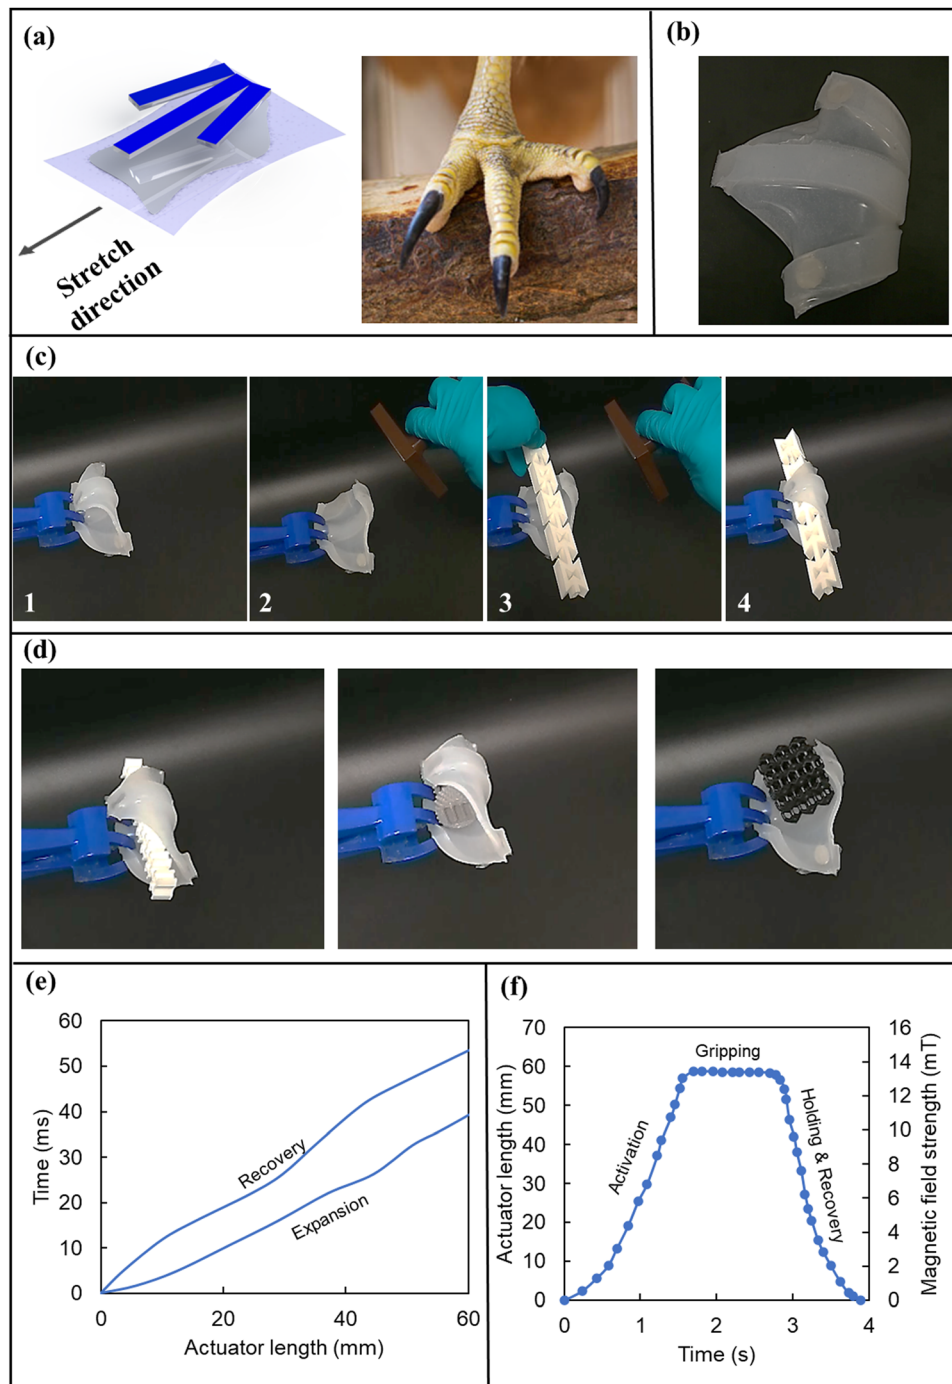 (a)
Stretch
direction
(b)
(c)
1
2
3
4
(d)
(e)
60
50
40
30
20
10
0
Time (ms)
Recovery
Expansion
0
20
40
60
Actuator length (mm)
(f)
70
60
50
40
30
20
10
0
Actuator length (mm)
Activation
Gripping
Holding & Recovery
16
14
12
10
8
6
4
2
0
Magnetic field strength (mT)
0
1
2
3
4
Time (s)